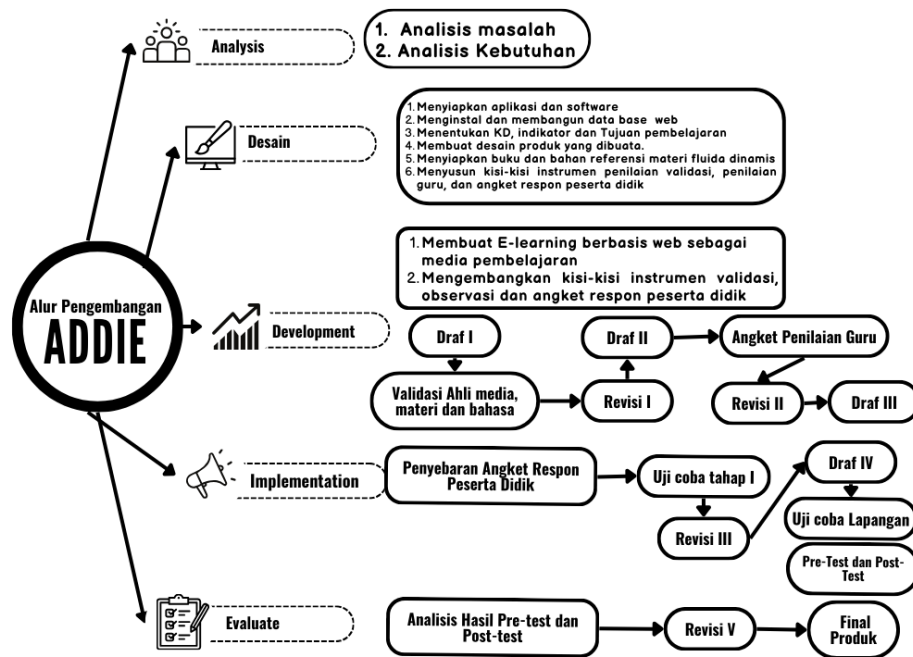 Analysis
1. Analisis masalah
2. Analisis Kebutuhan
Desain
1. Menyiapkan aplikasi dan software
2. Menginstal dan membangun data base web
3. Menentukan KD, indikator dan Tujuan pembelajaran
4. Membuat desain produk yang dibuata.
5. Menyiapkan buku dan bahan referensi materi fluida dinamis
6. Menyusun kisi-kisi instrumen penilaian validasi, penilaian
guru, dan angket respon peserta didik
Alur Pengembangan
ADDIE
Development
1. Membuat E-learning berbasis web sebagai
media pembelajaran
2. Mengembangkan kisi-kisi instrumen validasi,
observasi dan angket respon peserta didik
Draf I
Draf II
Angket Penilaian Guru
Validasi Ahli media,
materi dan bahasa
Revisi I
Revisi II
Draf III
Implementation
Penyebaran Angket Respon
Peserta Didik
Uji coba tahap I
Revisi III
Draf IV
Uji coba Lapangan
Pre-Test dan Post-
Test
Evaluate
Analisis Hasil Pre-test dan
Post-test
Revisi V
Final
Produk